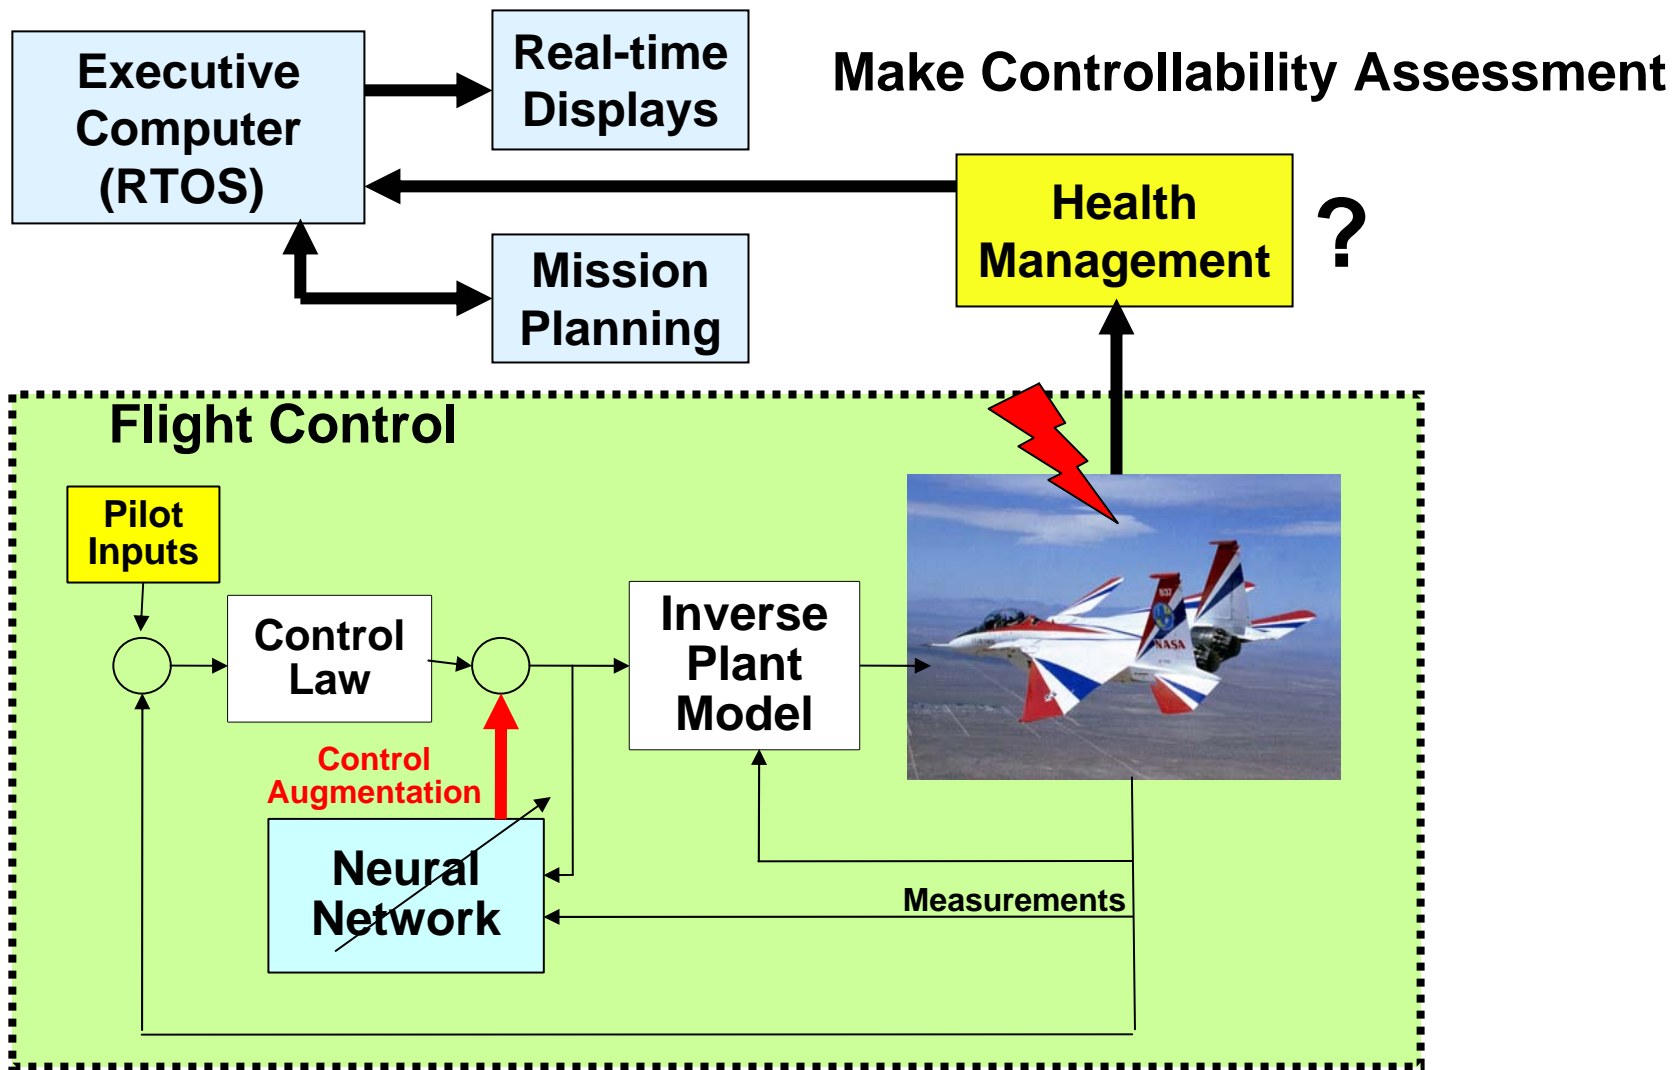 Executive
Computer
(RTOS)
Real-time
Displays
Make Controllability Assessment
Health
Management
?
Mission
Planning
Flight Control
Pilot
Inputs
Control
Law
Inverse
Plant
Model
Control
Augmentation
Neural
Network
Measurements
837
NASA